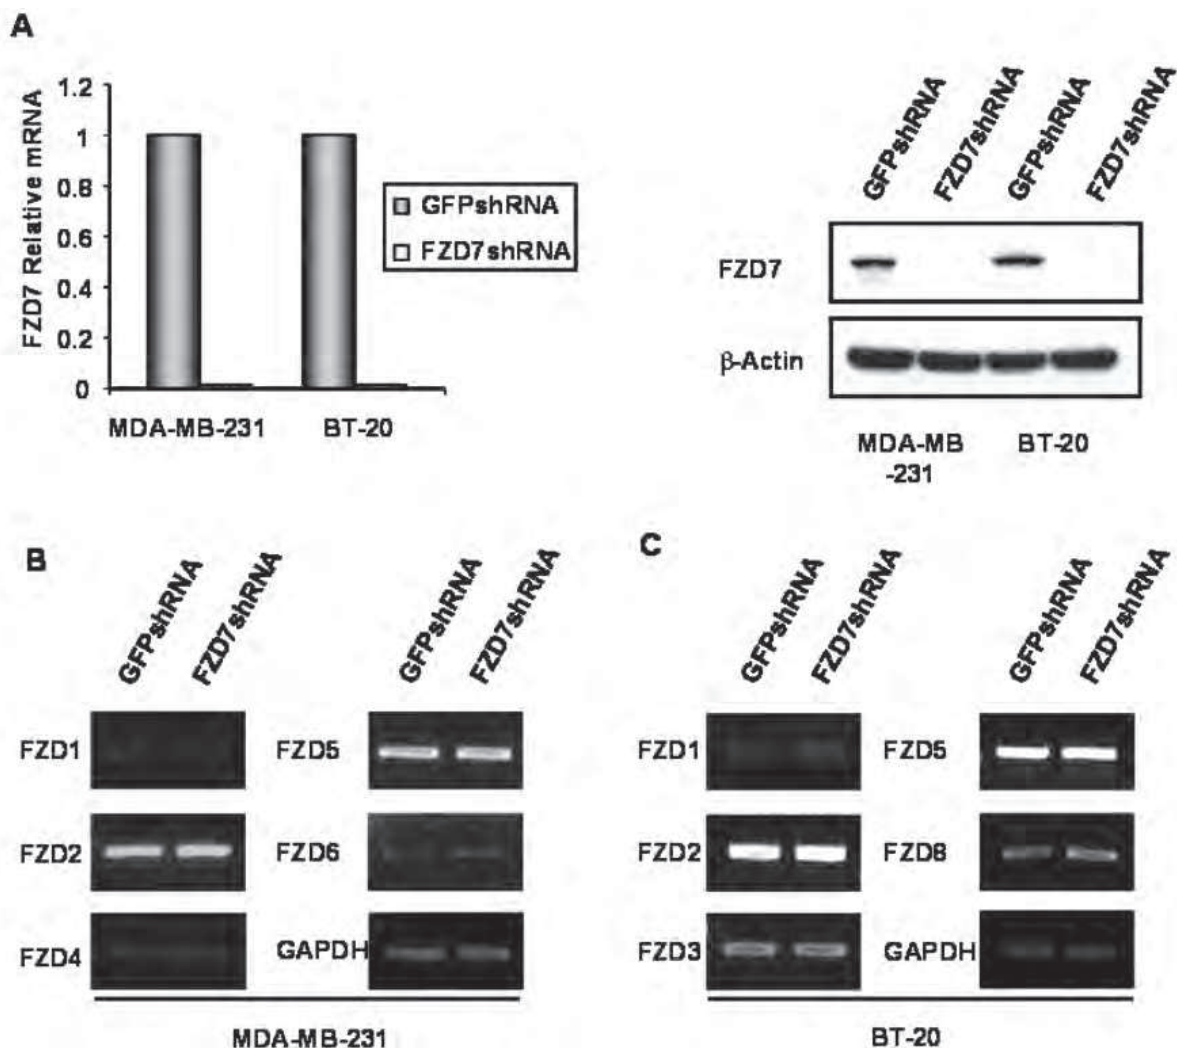 A
FZD7 Relative mRNA
1.2
1
0.8
0.6
0.4
0.2
0
MDA-MB-231
BT-20
GFPshRNA
FZD7shRNA
GFPshRNA
FZD7shRNA
GFPshRNA
FZD7shRNA
FZD7
β-Actin
MDA-MB
-231
BT-20
B
GFPshRNA
FZD7shRNA
GFPshRNA
FZD7shRNA
FZD1
FZD5
FZD2
FZD6
FZD4
GAPDH
MDA-MB-231
C
GFPshRNA
FZD7shRNA
GFPshRNA
FZD7shRNA
FZD1
FZD5
FZD2
FZD8
FZD3
GAPDH
BT-20